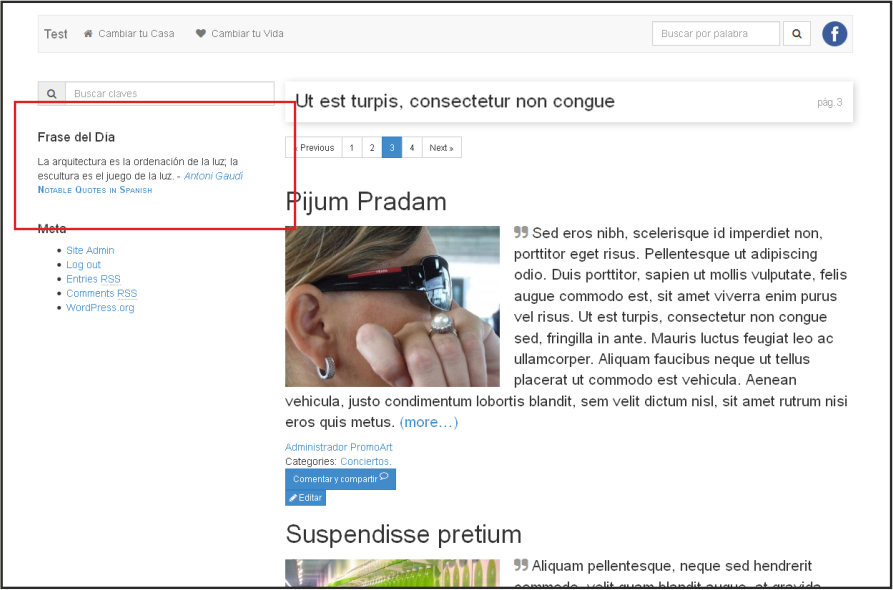 Test Cambiar tu Casa Cambiar tu Vida Buscar por palabra f
Buscar claves
Frase del Dia
La arquitectura es la ordenación de la luz; la
escultura es el juego de la luz. - Antoni Gaudí
Notable Quotes in Spanish
Meta
Site Admin
Log out
Entries RSS
Comments RSS
WordPress.org
Ut est turpis, consectetur non congue pág. 3
« Previous 1 2 3 4 Next »
Pijum Pradam
Sed eros nibh, scelerisque id imperdiet non,
porttitor eget risus. Pellentesque ut adipiscing
odio. Duis porttitor, sapien ut mollis vulputate, felis
augue commodo est, sit amet viverra enim purus
vel risus. Ut est turpis, consectetur non congue
sed, fringilla in ante. Mauris luctus feugiat leo ac
ullamcorper. Aliquam faucibus neque ut tellus
placerat ut commodo est vehicula. Aenean
vehicula, justo condimentum lobortis blandit, sem velit dictum nisl, sit amet rutrum nisi
eros quis metus. (more…)
Administrador PromoArt
Categories: Conciertos.
Comentar y compartir
Editar
Suspendisse pretium
Aliquam pellentesque, neque sed hendrerit
commodo, velit quam blandit augue, at gravida